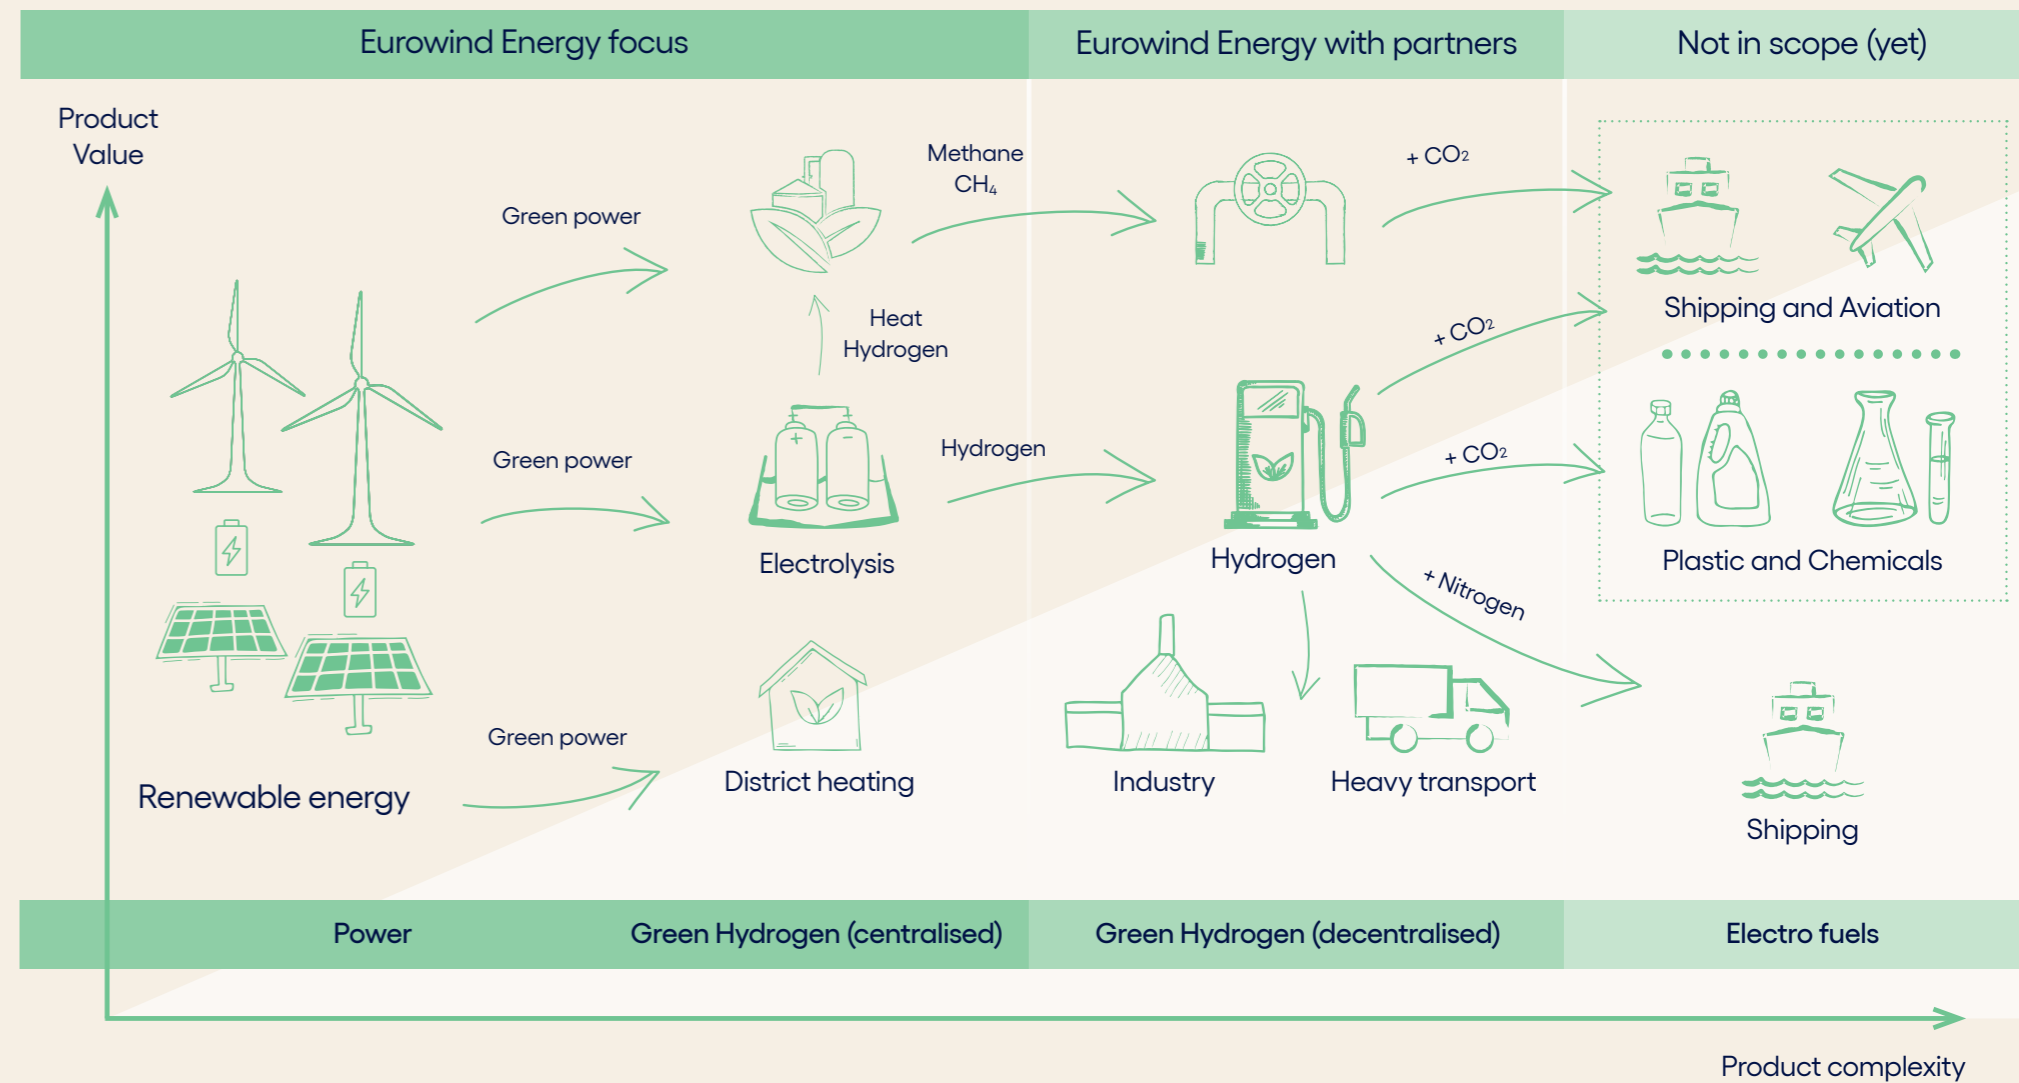 Eurowind Energy focus
Eurowind Energy with partners
Not in scope (yet)
Product
Value
Green power
Methane
CH₄
+ CO₂
Heat
Hydrogen
Shipping and Aviation
+ CO₂
Green power
Hydrogen
+ CO₂
Electrolysis
Hydrogen
Plastic and Chemicals
+ Nitrogen
Green power
Renewable energy
District heating
Industry
Heavy transport
Shipping
Power
Green Hydrogen (centralised)
Green Hydrogen (decentralised)
Electro fuels
Product complexity